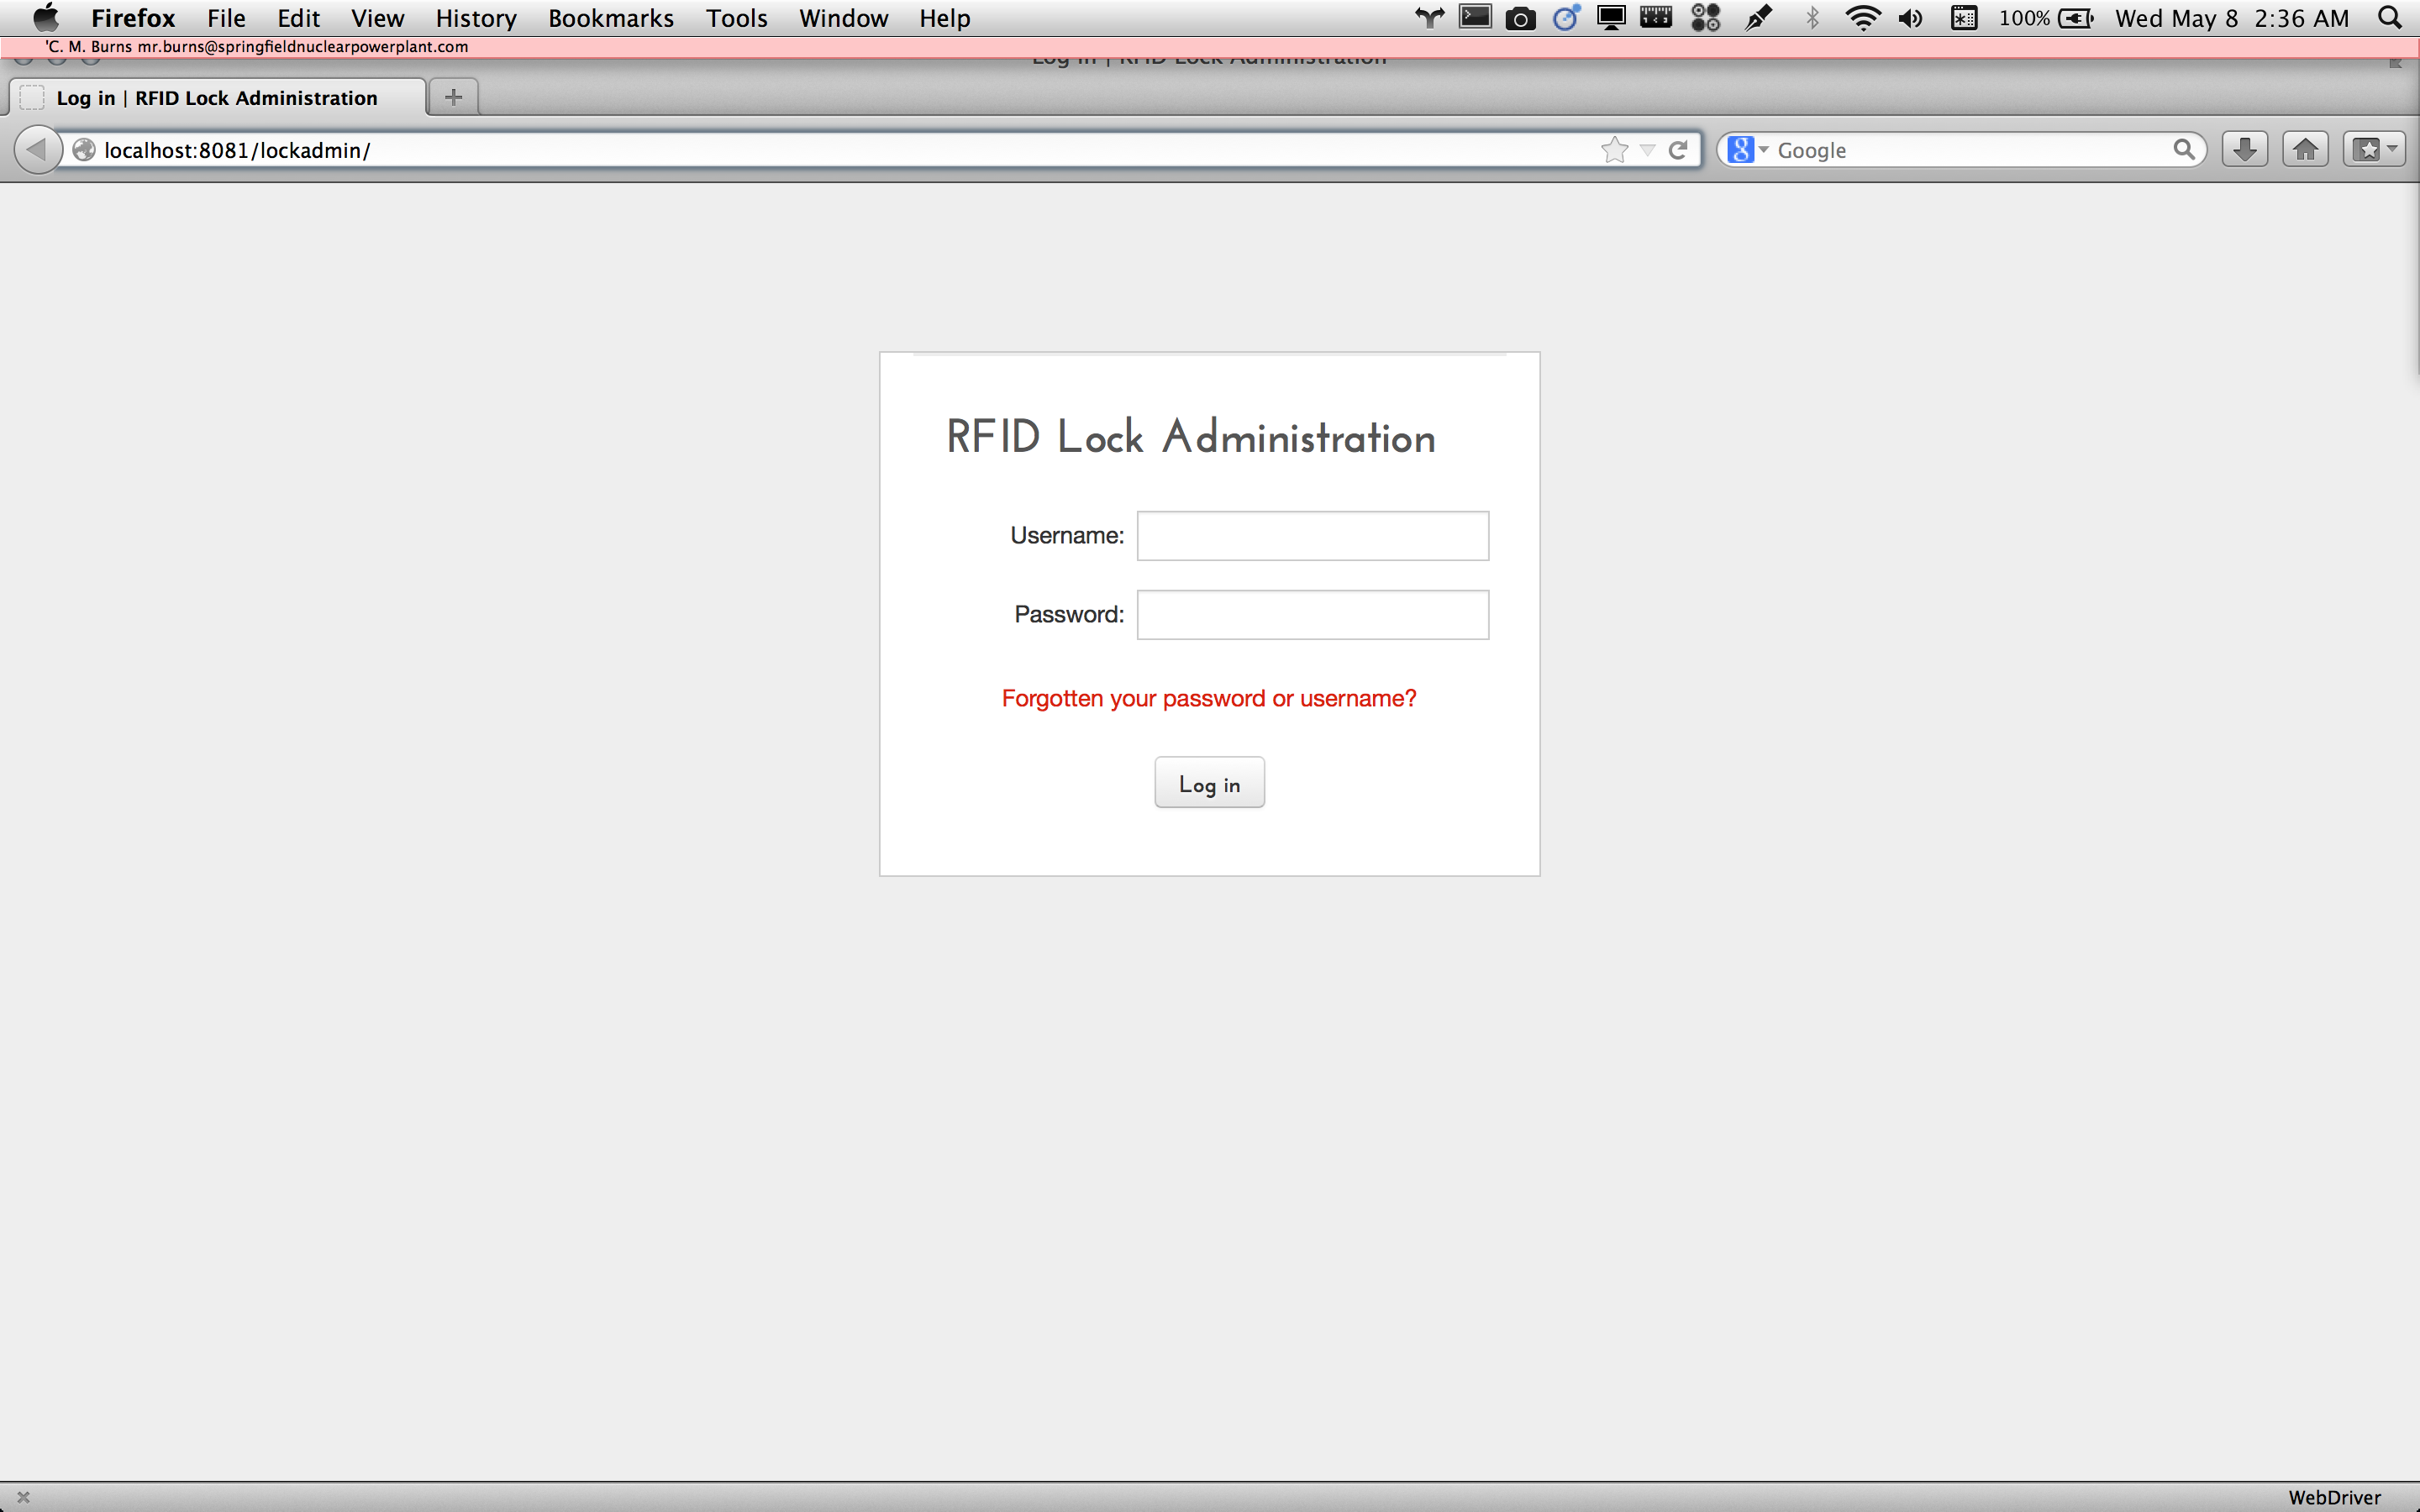 Firefox File Edit View History Bookmarks Tools Window Help 100% Wed May 8 2:36 AM
'C. M. Burns mr.burns@springfieldnuclearpowerplant.com
Log in | RFID Lock Administration
Log in | RFID Lock Administration
localhost:8081/lockadmin/ Google
RFID Lock Administration
Username:
Password:
Forgotten your password or username?
Log in
WebDriver